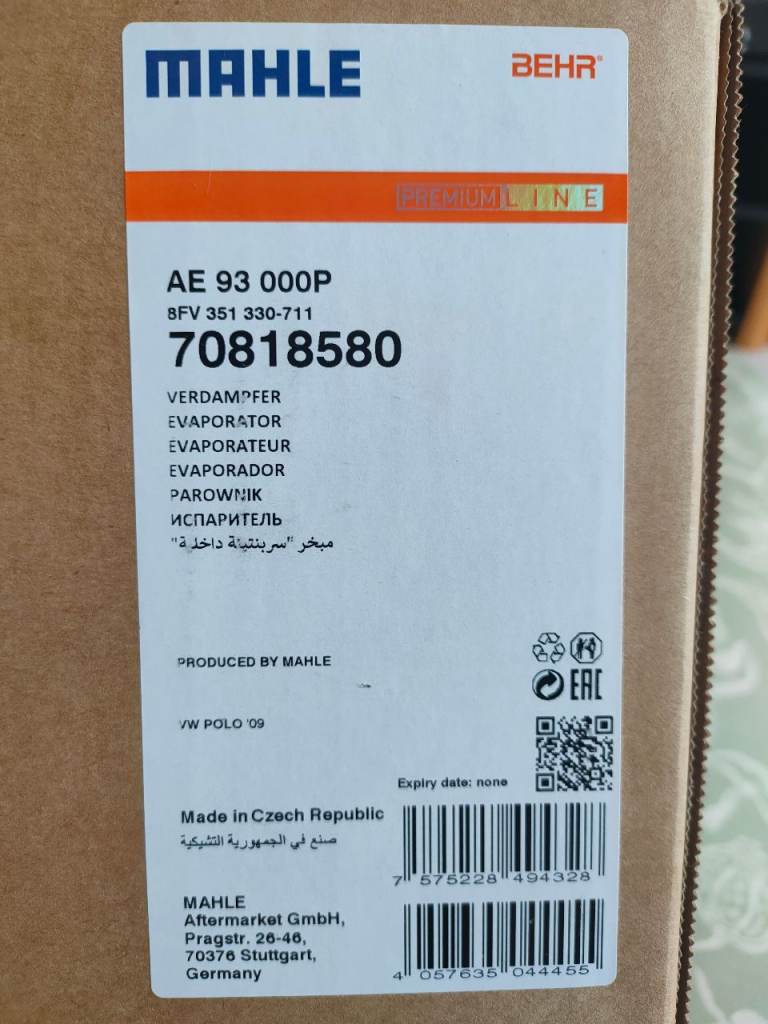 MAHLE
BEHR®
PREMIUM LINE
AE 93 000P
8FV 351 330-711
70818580
VERDAMPFER
EVAPORATOR
EVAPORATEUR
EVAPORADOR
PAROWNIK
ИСПАРИТЕЛЬ
مبخر "سربنتينة داخلية"
PRODUCED BY MAHLE
EAC
VW POLO '09
Expiry date: none
Made in Czech Republic
صنع في الجمهورية التشيكية
7 575228 494328
MAHLE
Aftermarket GmbH,
Pragstr. 26-46,
70376 Stuttgart,
Germany
4 057635 044455